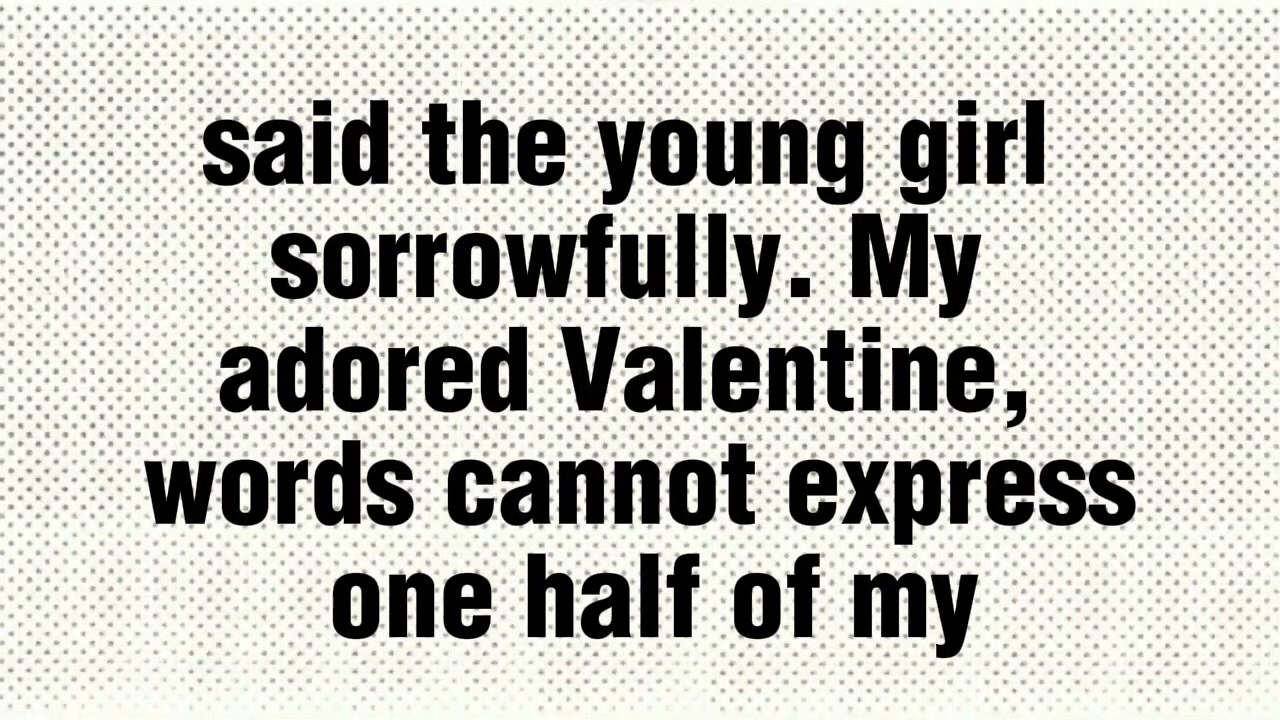 said the young girl
sorrowfully. My
adored Valentine,
words cannot express
one half of my